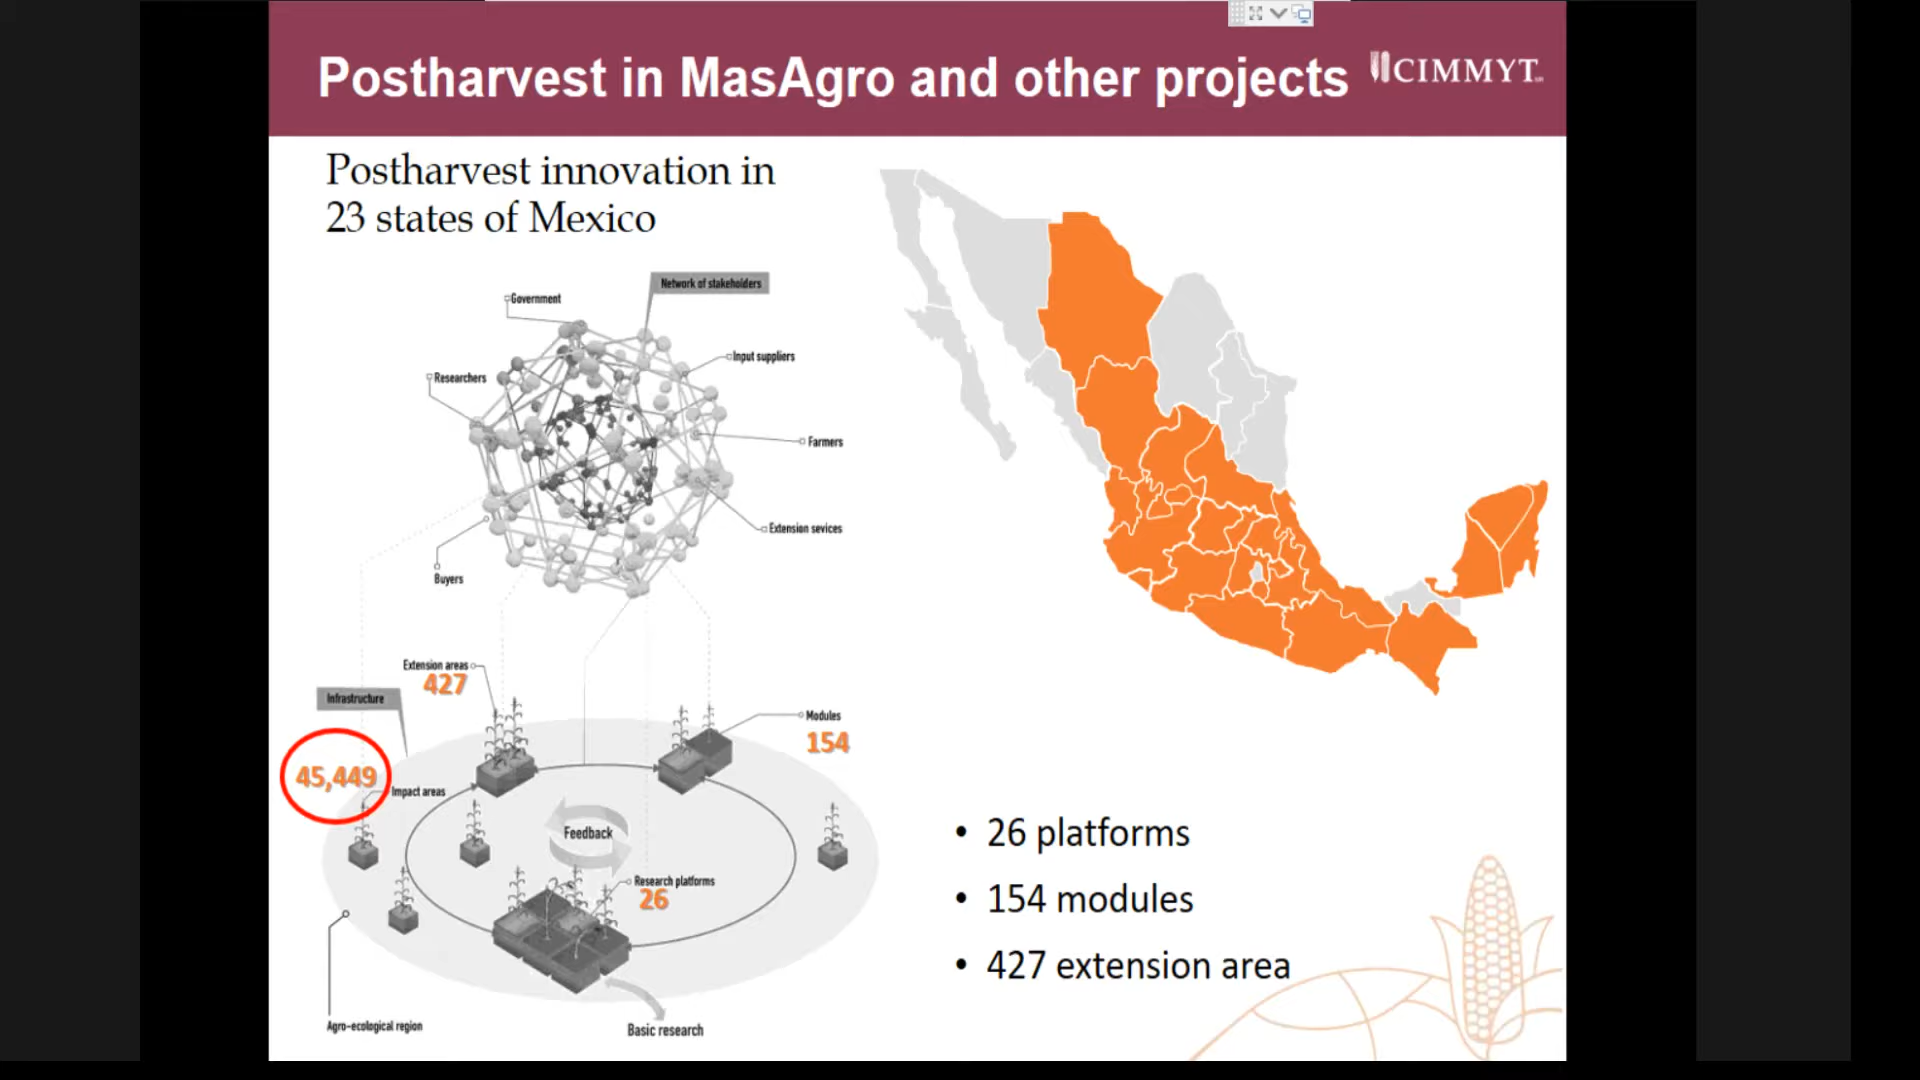 Postharvest in MasAgro and other projects
CIMMYT
Postharvest innovation in
23 states of Mexico
Network of stakeholders
Government
Input suppliers
Researchers
Farmers
Extension sevices
Buyers
Extension areas
427
Infrastructure
Modules
154
45,449
Impact areas
Feedback
Research platforms
26
Agro-ecological region
Basic research
• 26 platforms
• 154 modules
• 427 extension area